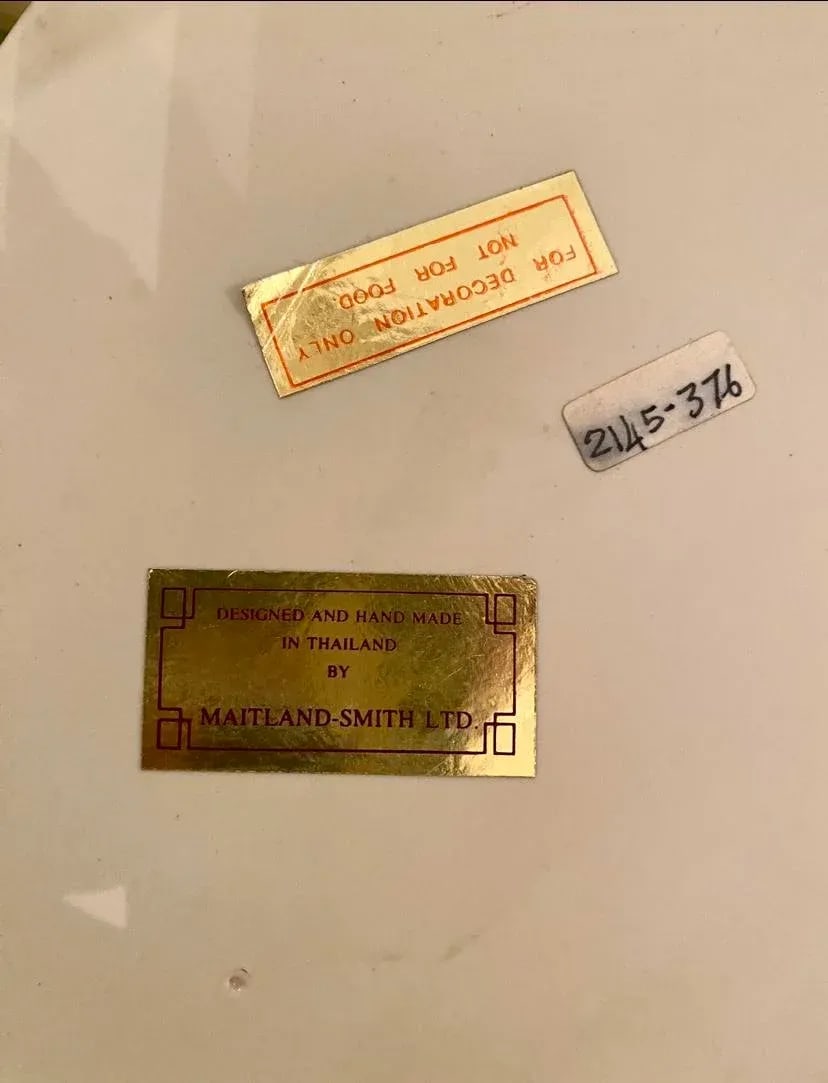 FOR DECORATION ONLY
NOT FOR FOOD.
2145-376
DESIGNED AND HAND MADE
IN THAILAND
BY
MAITLAND-SMITH LTD.